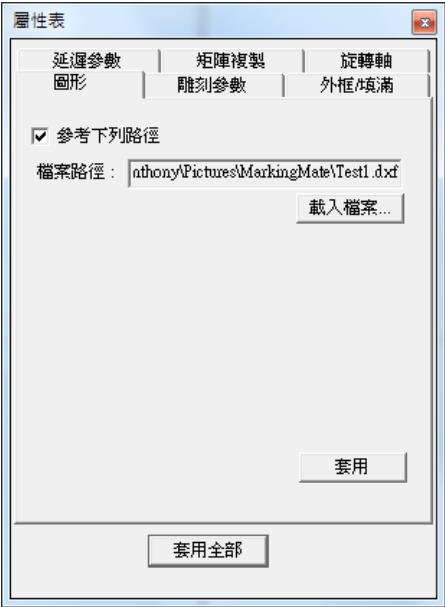 屬性表
延遲參數 矩陣複製 旋轉軸
圖形 雕刻參數 外框/填滿
參考下列路徑
檔案路徑： nthony\Pictures\MarkingMate\Test1.dxf
載入檔案...
套用
套用全部